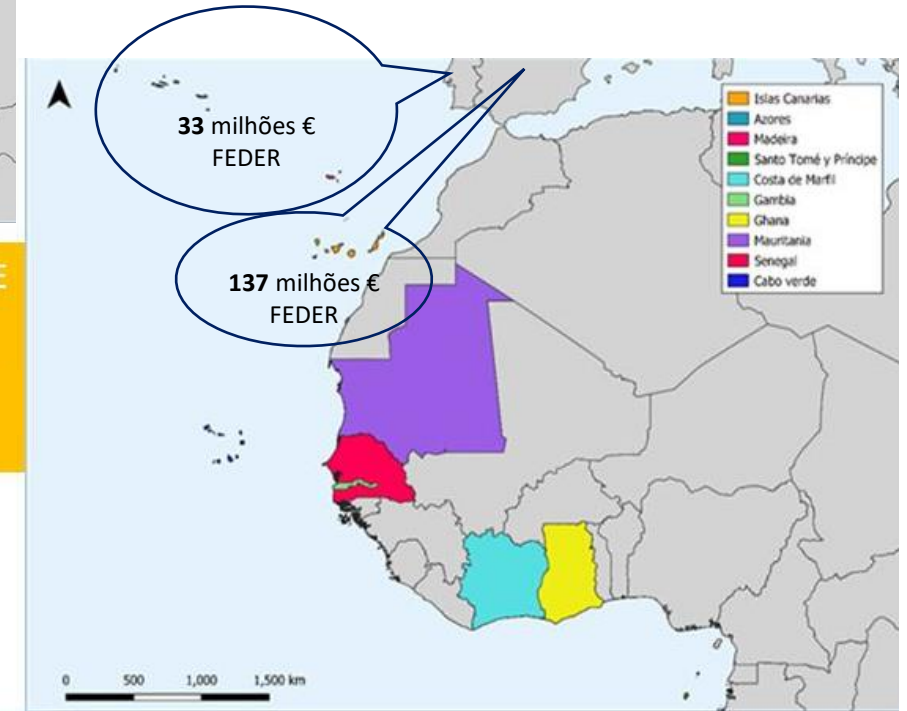 33 milhões €
FEDER
137 milhões €
FEDER
E
Islas Canarias
Azores
Madeira
Santo Tomé y Príncipe
Costa de Marfil
Gambia
Ghana
Mauritania
Senegal
Cabo verde
0 500 1,000 1,500 km